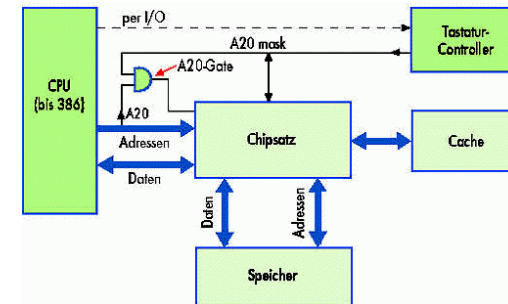 per I/O
A20 mask
Tastatur-
Controller
A20-Gate
CPU
(bis 386)
A20
Adressen
Chipsatz
Cache
Daten
Daten
Adressen
Speicher